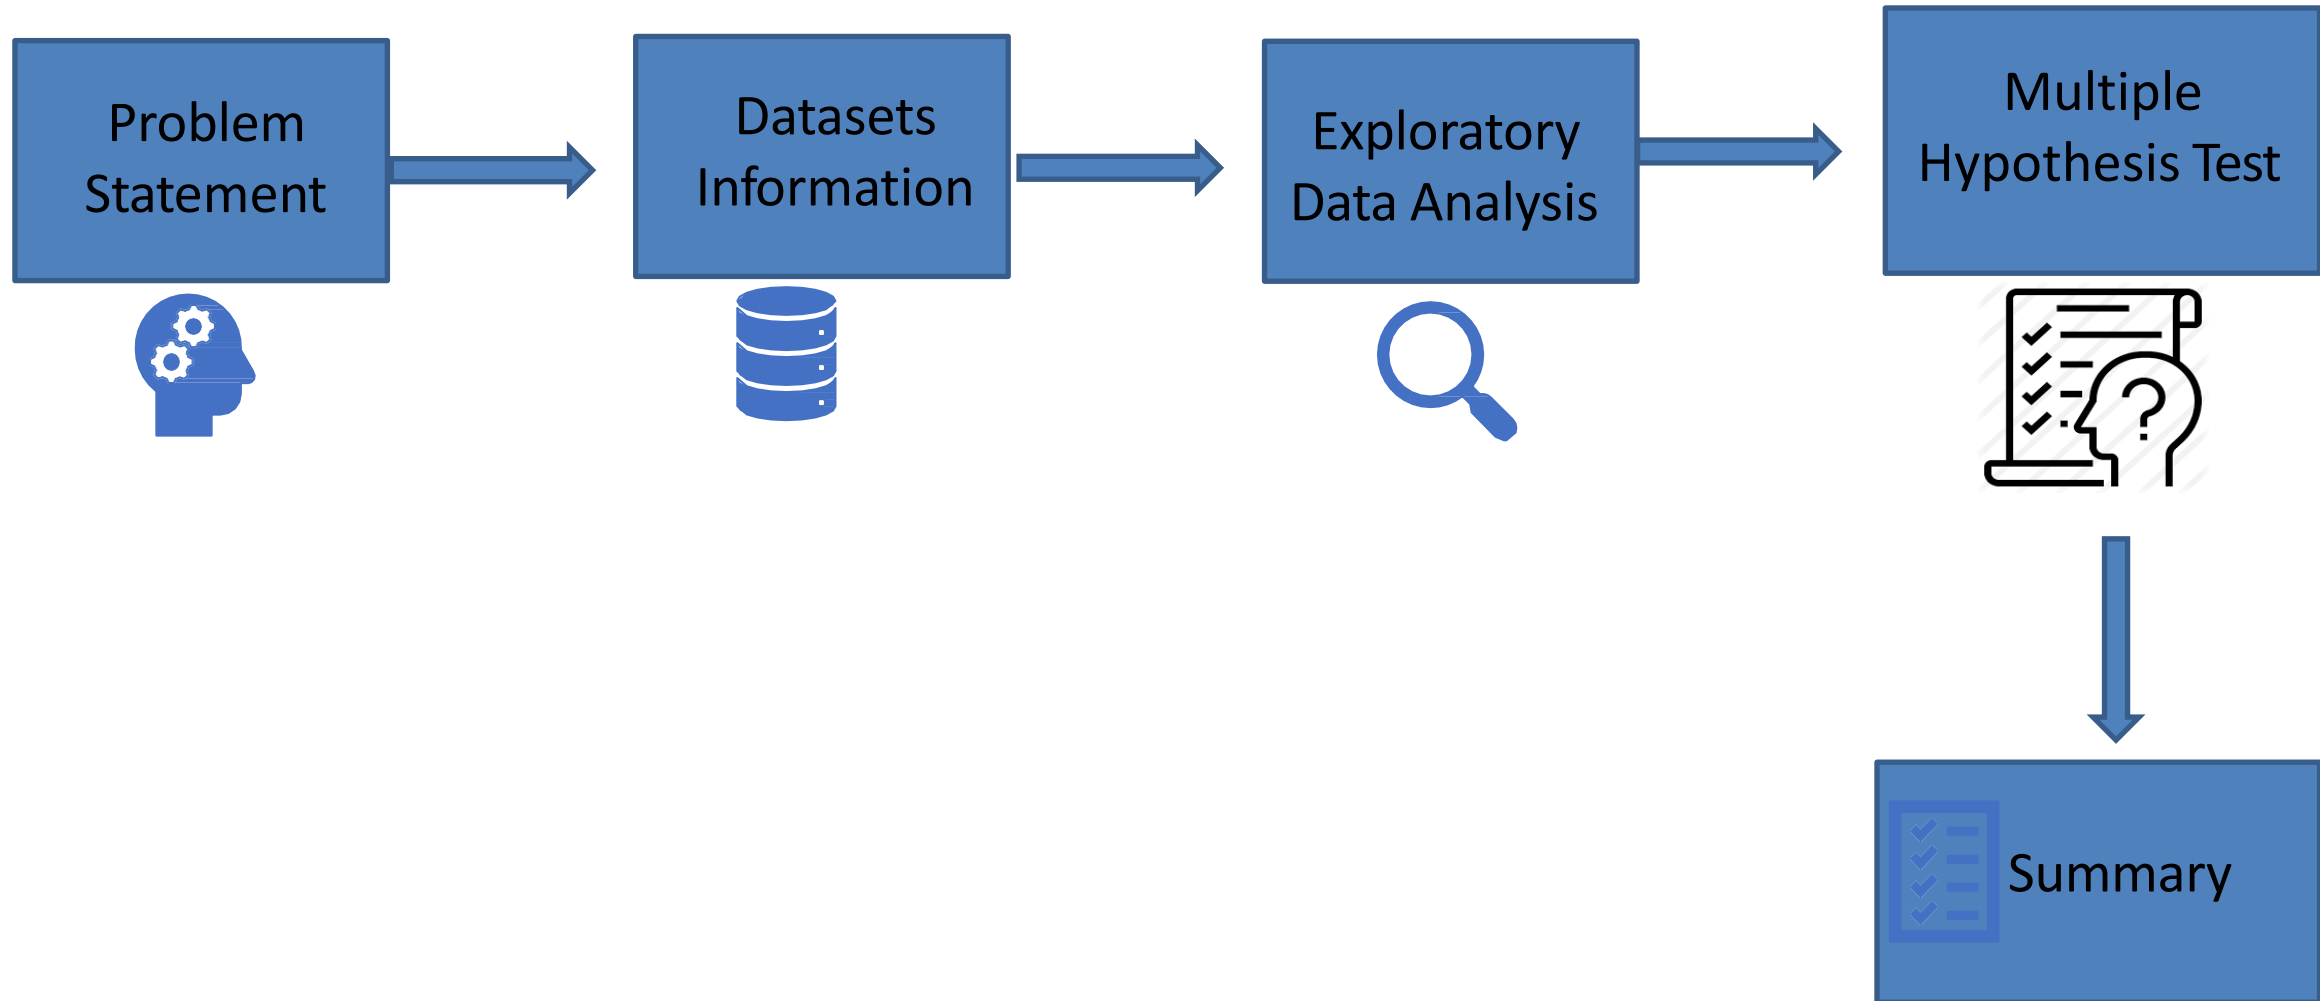 Problem
Statement
Datasets
Information
Exploratory
Data Analysis
Multiple
Hypothesis Test
Summary